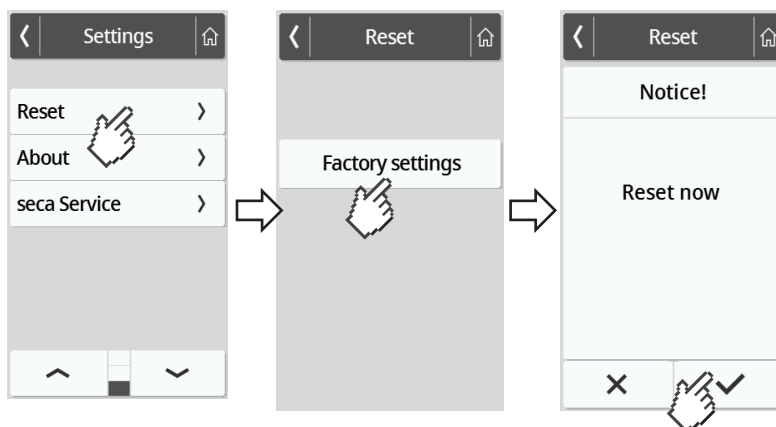 Settings
Reset
About
seca Service
Reset
Factory settings
Reset
Notice!
Reset now